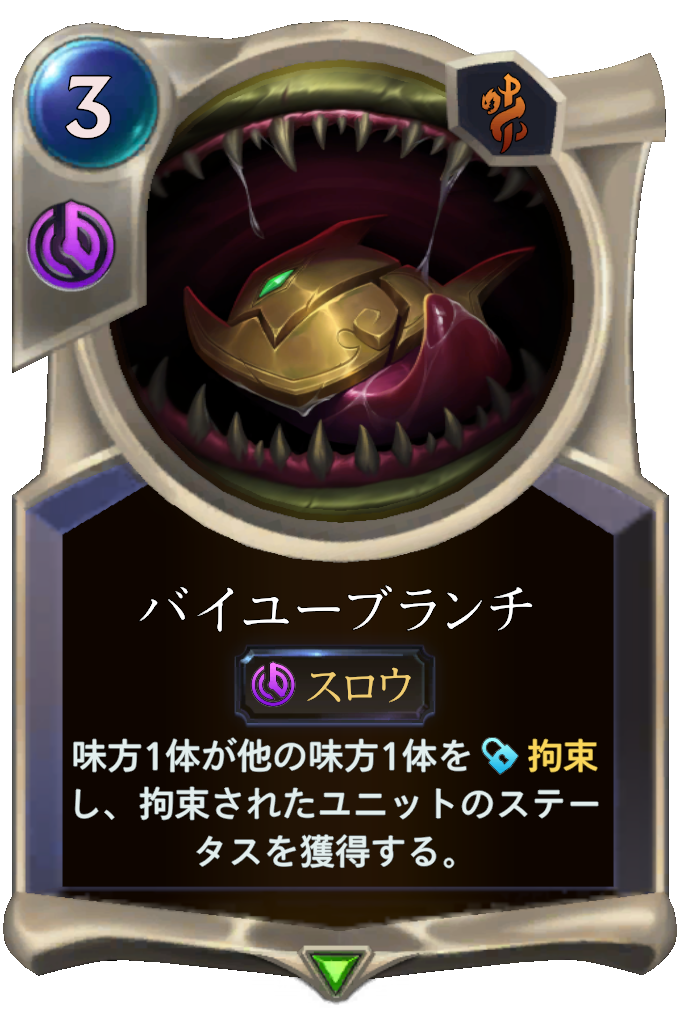 3
バイユーブランチ
スロウ
味方1体が他の味方1体を 拘束
し、拘束されたユニットのステー
タスを獲得する。